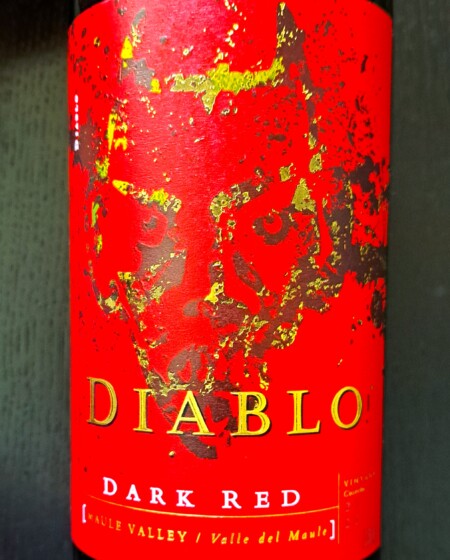 DIABLO
DARK RED
[MAULE VALLEY / Valle del Maule]